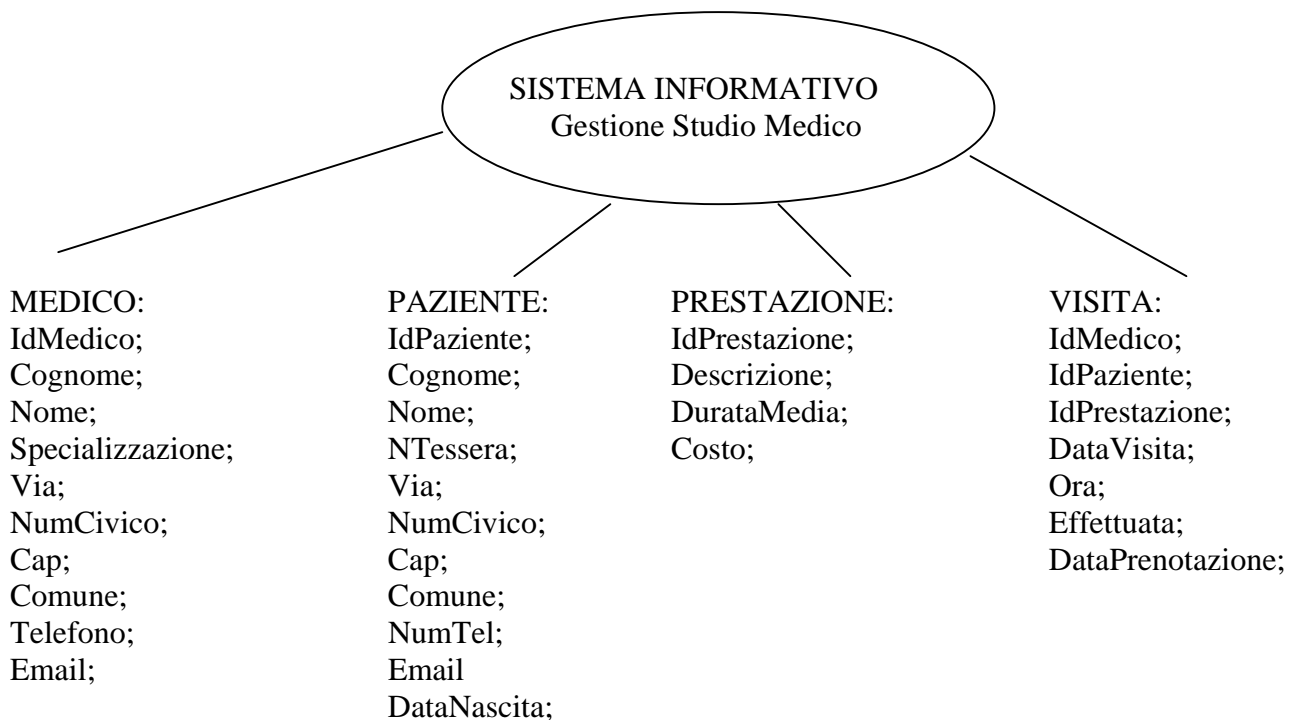 SISTEMA INFORMATIVO
Gestione Studio Medico
MEDICO:
IdMedico;
Cognome;
Nome;
Specializzazione;
Via;
NumCivico;
Cap;
Comune;
Telefono;
Email;
PAZIENTE:
IdPaziente;
Cognome;
Nome;
NTessera;
Via;
NumCivico;
Cap;
Comune;
NumTel;
Email
DataNascita;
PRESTAZIONE:
IdPrestazione;
Descrizione;
DurataMedia;
Costo;
VISITA:
IdMedico;
IdPaziente;
IdPrestazione;
DataVisita;
Ora;
Effettuata;
DataPrenotazione;